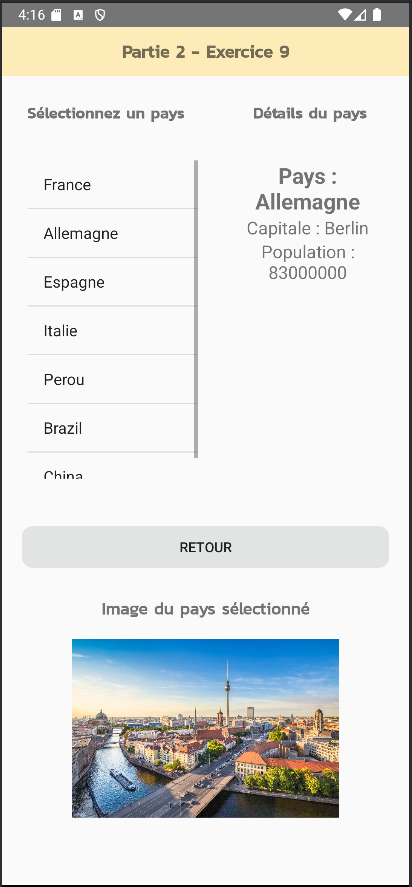 4:16
Partie 2 - Exercice 9
Sélectionnez un pays
Détails du pays
France
Allemagne
Espagne
Italie
Perou
Brazil
China
Pays :
Allemagne
Capitale : Berlin
Population :
83000000
RETOUR
Image du pays sélectionné